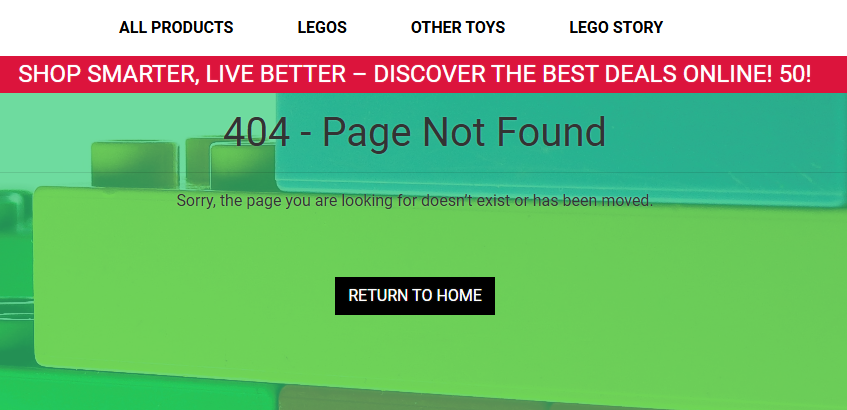 ALL PRODUCTS LEGOS OTHER TOYS LEGO STORY
SHOP SMARTER, LIVE BETTER – DISCOVER THE BEST DEALS ONLINE! 50!
404 - Page Not Found
Sorry, the page you are looking for doesn't exist or has been moved.
RETURN TO HOME